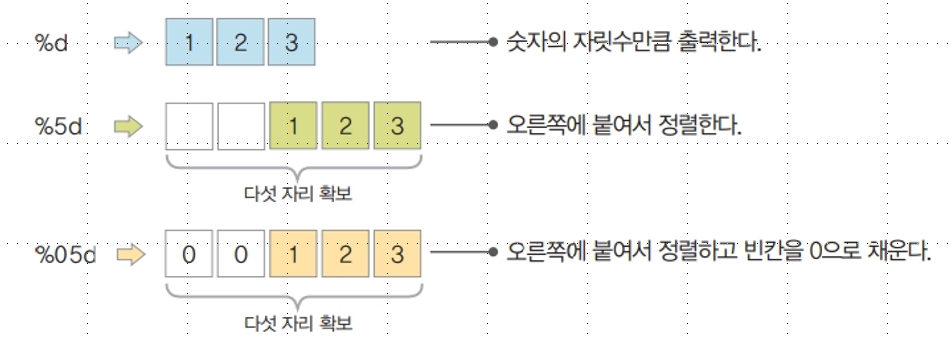 %d 1 2 3 숫자의 자릿수만큼 출력한다.
%5d 1 2 3 오른쪽에 붙여서 정렬한다.
다섯 자리 확보
%05d 0 0 1 2 3 오른쪽에 붙여서 정렬하고 빈칸을 0으로 채운다.
다섯 자리 확보